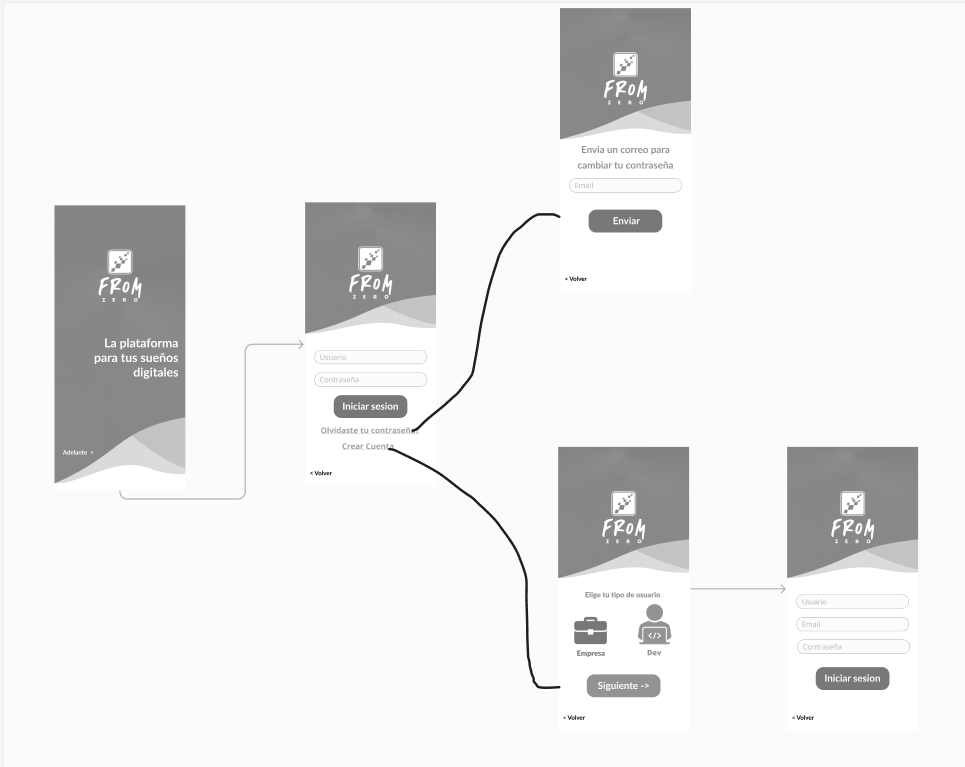 FROM
ZERO
La plataforma
para tus sueños
digitales
Adelante >
FROM
ZERO
Usuario
Contraseña
Iniciar sesion
Olvidaste tu contraseña
Crear Cuenta
< Volver
FROM
ZERO
Envia un correo para
cambiar tu contraseña
Email
Enviar
< Volver
FROM
ZERO
Elige tu tipo de usuario
</>
Empresa
Dev
Siguiente ->
< Volver
FROM
ZERO
Usuario
Email
Contraseña
Iniciar sesion
< Volver